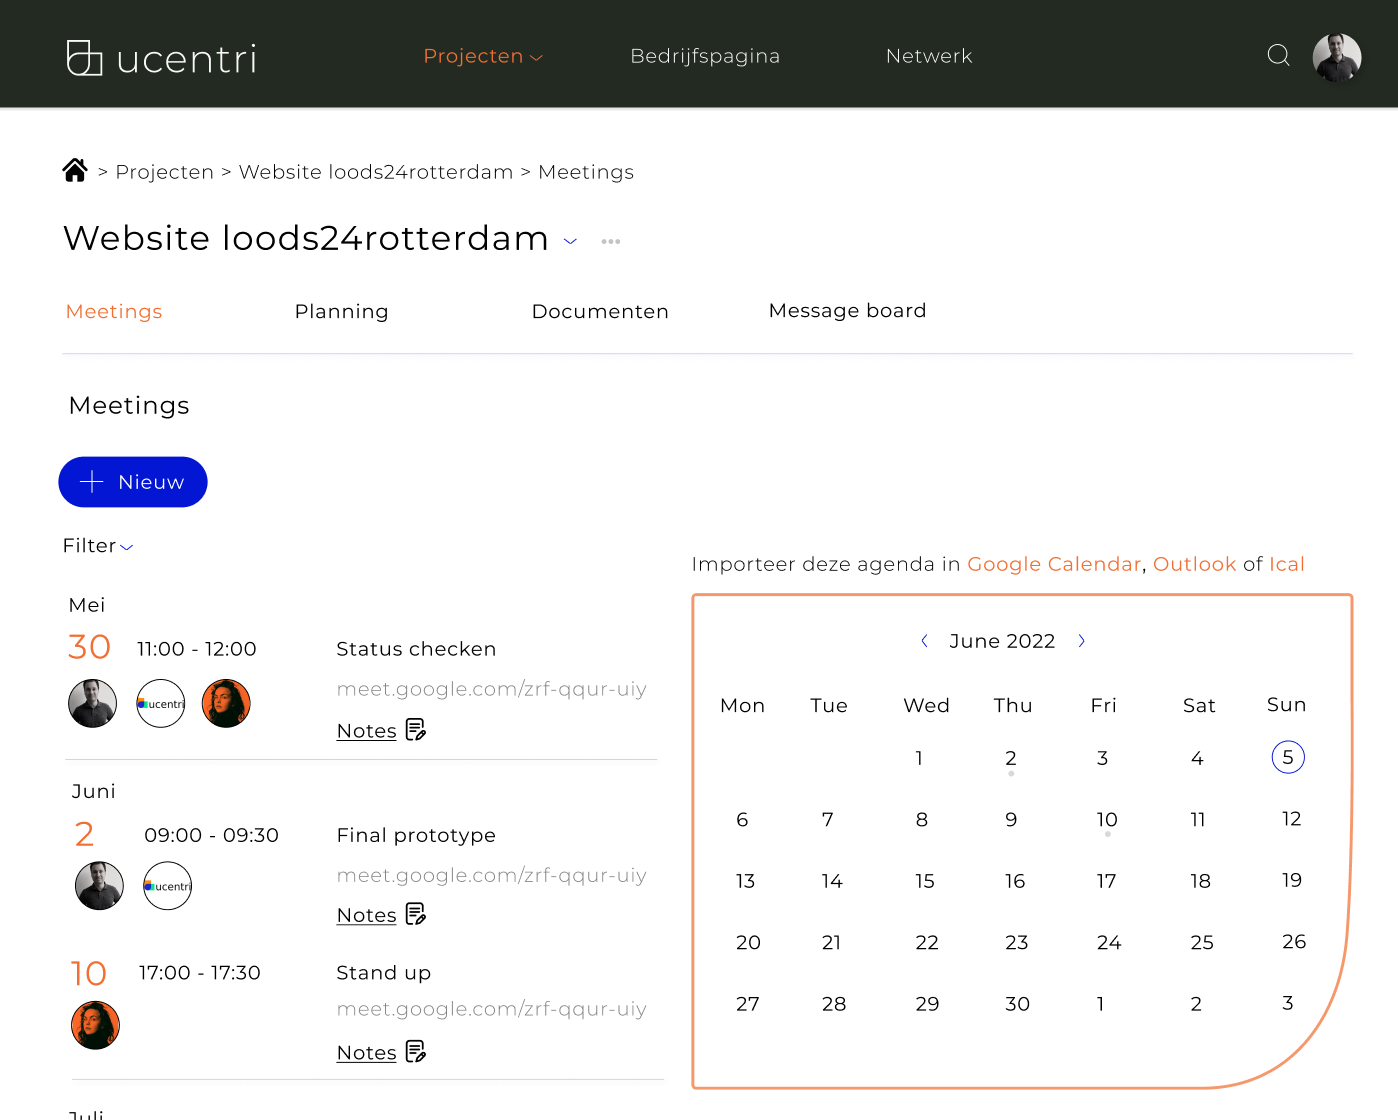 ucentri
Projecten
Bedrijfspagina
Netwerk
> Projecten > Website loods24rotterdam > Meetings
Website loods24rotterdam
Meetings
Planning
Documenten
Message board
Meetings
Nieuw
Filter
Importeer deze agenda in Google Calendar, Outlook of Ical
Mei
30 11:00 - 12:00 Status checken
meet.google.com/zrf-qqur-uiy
ucentri
Notes
Juni
2 09:00 - 09:30 Final prototype
meet.google.com/zrf-qqur-uiy
ucentri
Notes
10 17:00 - 17:30 Stand up
meet.google.com/zrf-qqur-uiy
Notes
Juli
June 2022
Mon Tue Wed Thu Fri Sat Sun
1 2 3 4 5
6 7 8 9 10 11 12
13 14 15 16 17 18 19
20 21 22 23 24 25 26
27 28 29 30 1 2 3